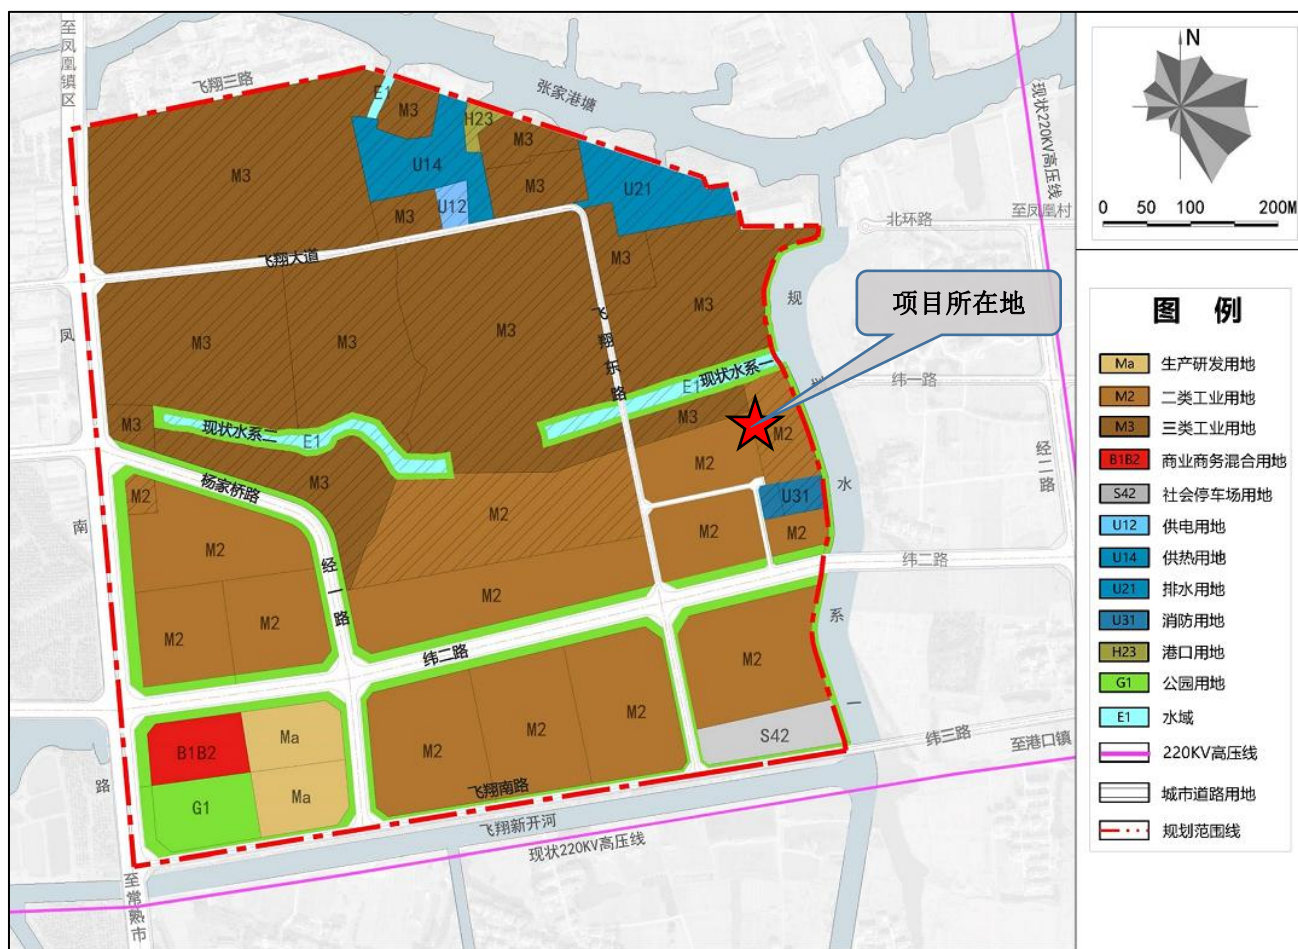 至凤凰镇区
飞翔三路
张家港塘
现状220KV高压线
E1
M3
H23
M3
M3
U14
M3
U21
M3
U12
北环路
至凤凰村
飞翔大道
M3
规
项目所在地
凤
M3
M3
M3
M3
飞翔东路
现状水系一
E1
划
纬一路
M3
现状水系二
E1
M3
M2
经二路
M2
杨家桥路
M3
M2
M2
U31
水
南
M2
M2
M2
纬二路
经一路
M2
M2
M2
系
纬二路
M2
M2
M2
M2
一
B1B2
Ma
S42
纬三路
至港口镇
路
G1
Ma
飞翔南路
飞翔新开河
现状220KV高压线
至常熟市
N
0 50 100 200M
图 例
Ma 生产研发用地
M2 二类工业用地
M3 三类工业用地
B1B2 商业商务混合用地
S42 社会停车场用地
U12 供电用地
U14 供热用地
U21 排水用地
U31 消防用地
H23 港口用地
G1 公园用地
E1 水域
220KV高压线
城市道路用地
规划范围线